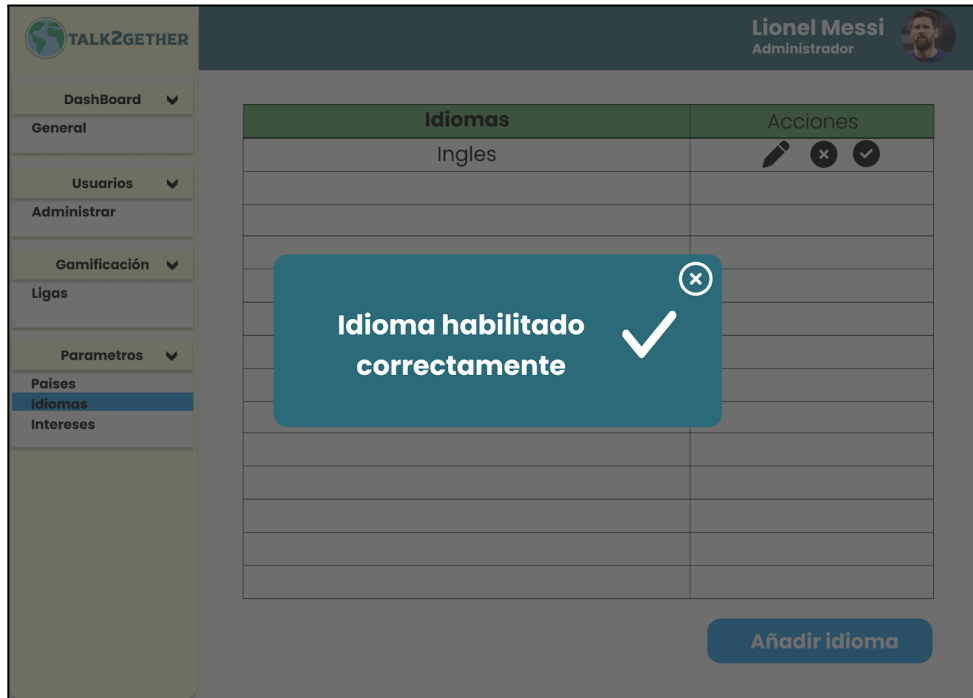 TALK2GETHER
Lionel Messi
Administrador
DashBoard
General
Usuarios
Administrar
Gamificación
Ligas
Parametros
Paises
Idiomas
Intereses
Idiomas Acciones
Ingles
Idioma habilitado
correctamente
Añadir idioma